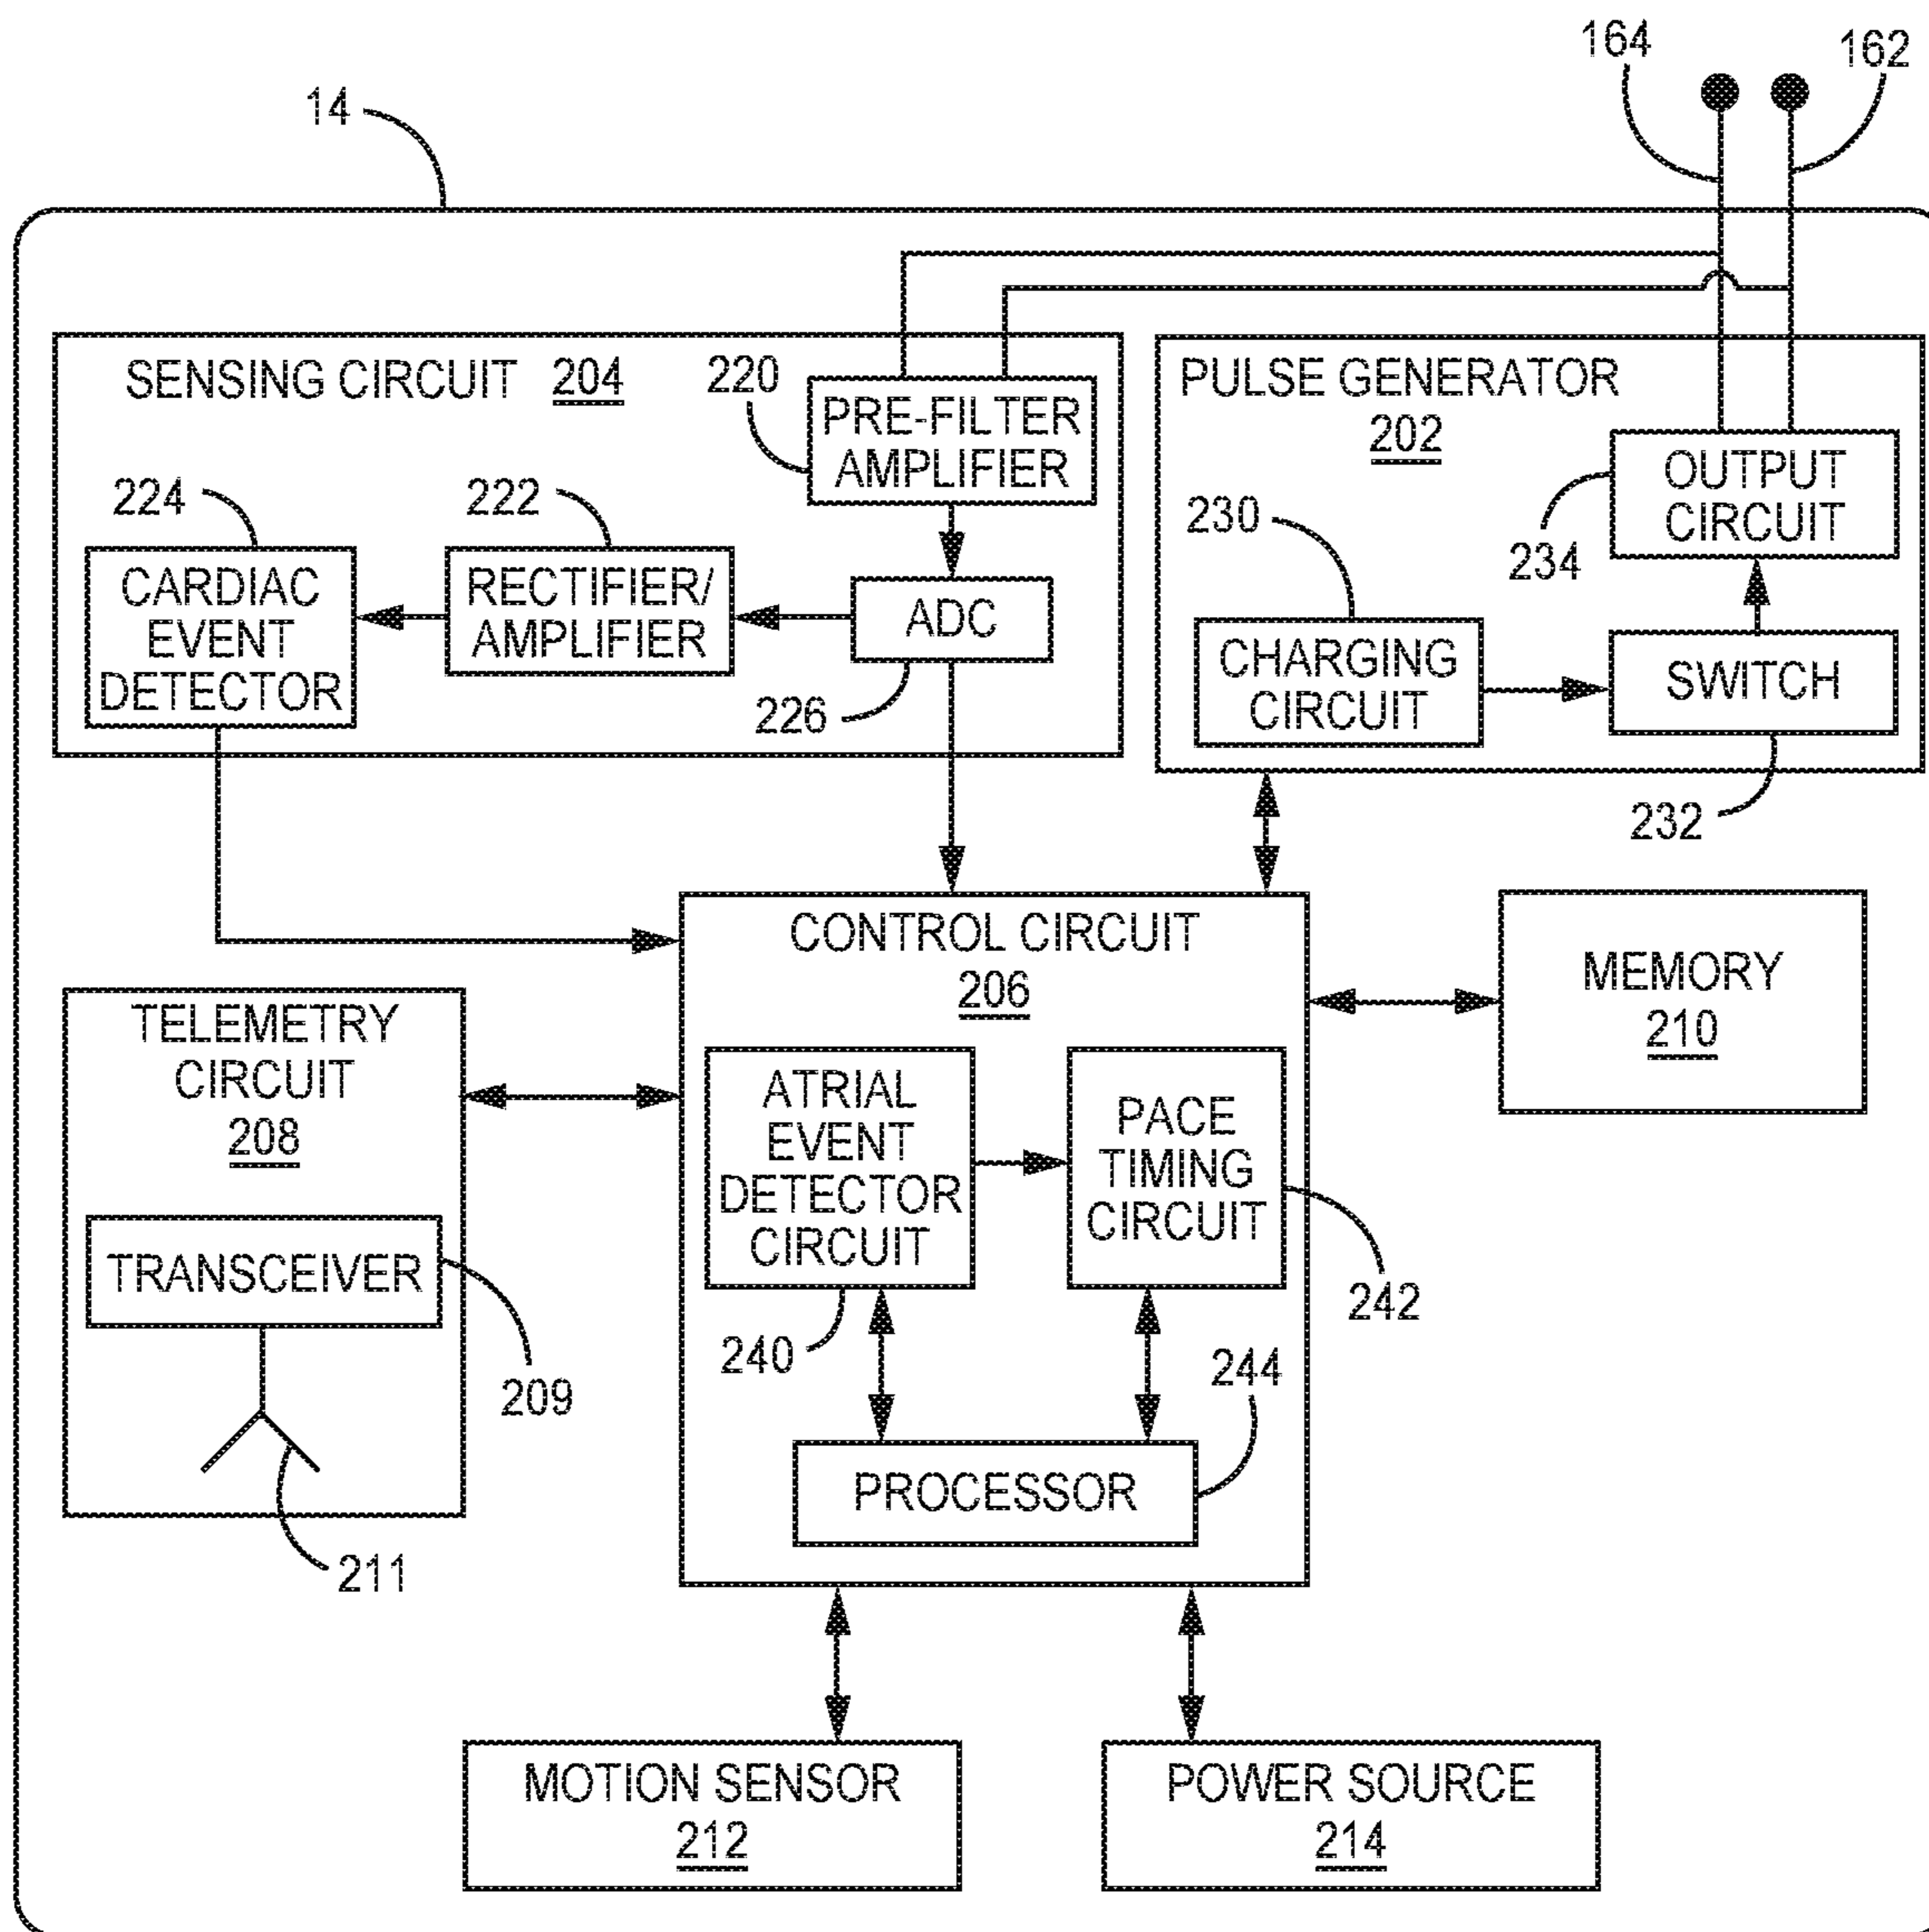 164
162
14
SENSING CIRCUIT 204
220
PRE-FILTER
AMPLIFIER
224
222
CARDIAC
EVENT
DETECTOR
RECTIFIER/
AMPLIFIER
ADC
226
PULSE GENERATOR
202
OUTPUT
CIRCUIT
234
230
CHARGING
CIRCUIT
SWITCH
232
CONTROL CIRCUIT
206
MEMORY
210
TELEMETRY
CIRCUIT
208
TRANSCEIVER
209
211
ATRIAL
EVENT
DETECTOR
CIRCUIT
240
PACE
TIMING
CIRCUIT
242
244
PROCESSOR
MOTION SENSOR
212
POWER SOURCE
214